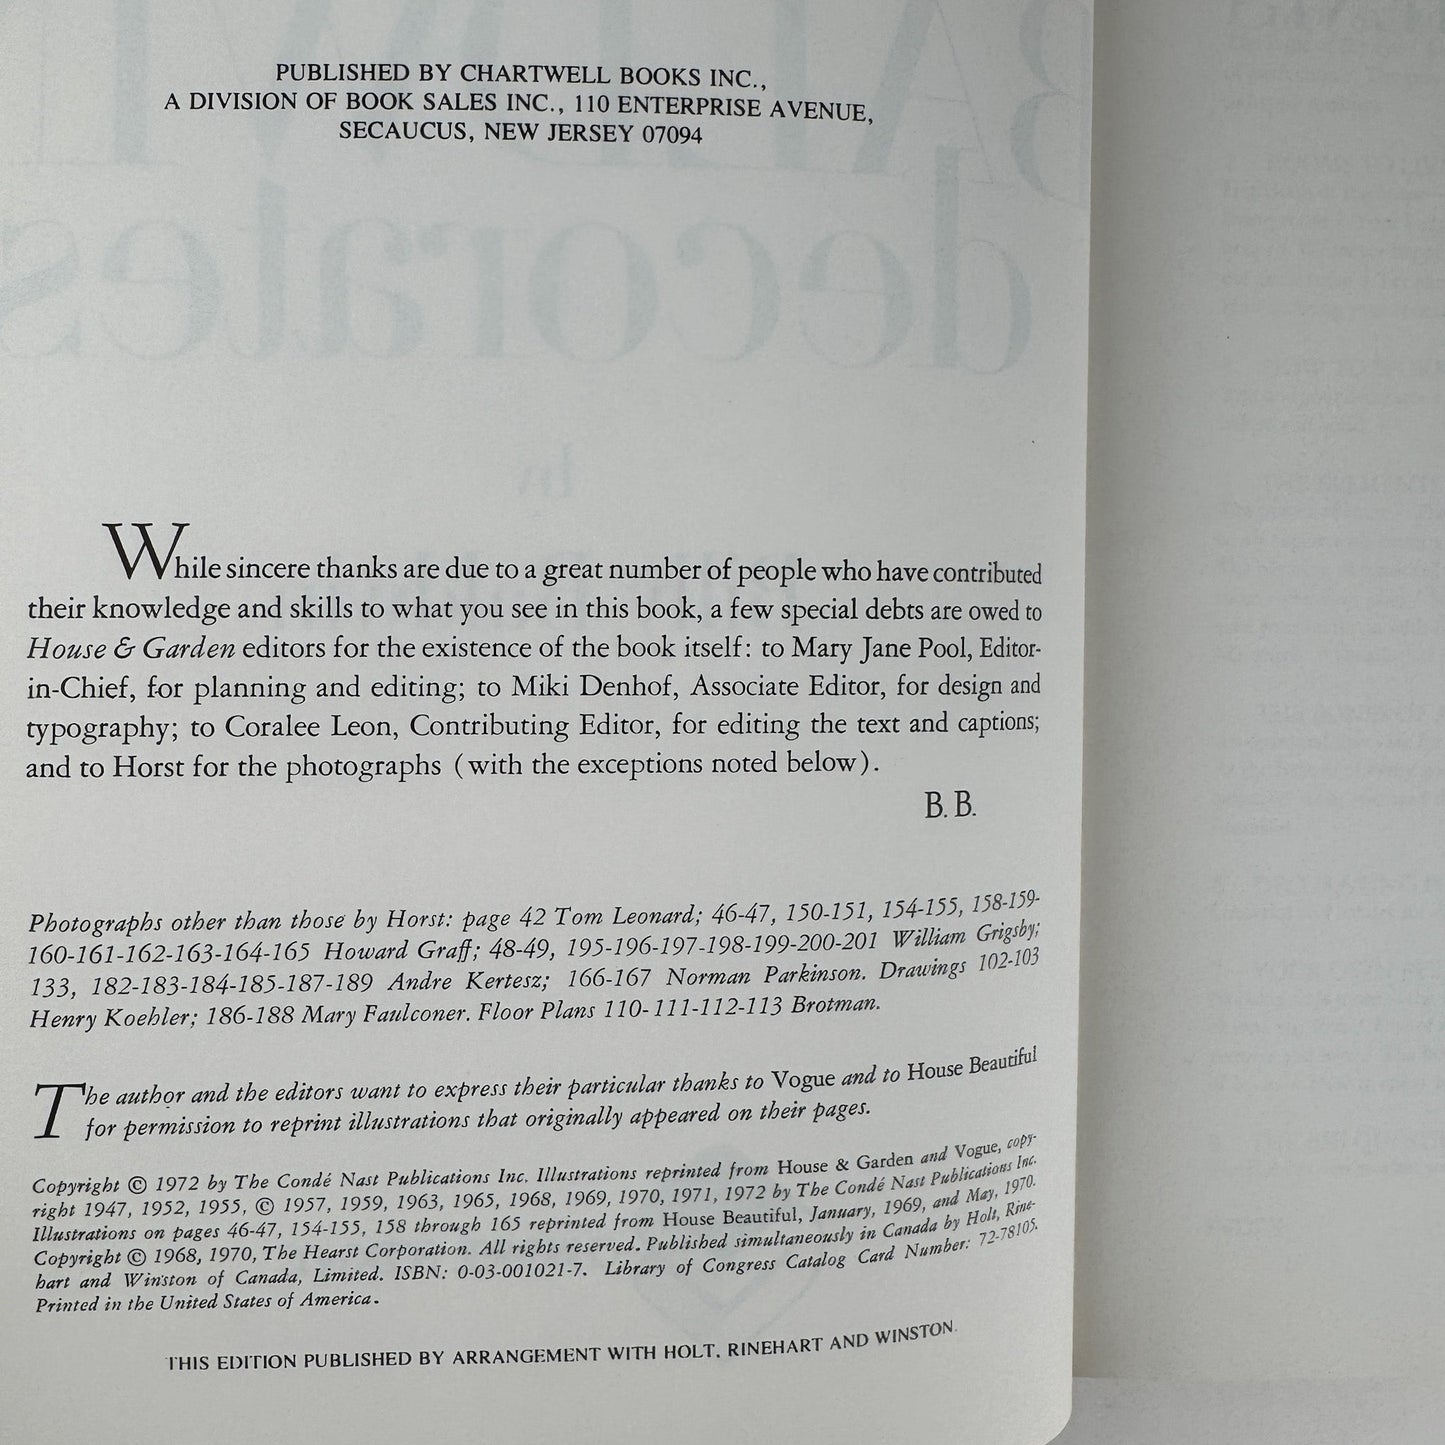 PUBLISHED BY CHARTWELL BOOKS INC.,
A DIVISION OF BOOK SALES INC., 110 ENTERPRISE AVENUE,
SECAUCUS, NEW JERSEY 07094
decorates
by
While sincere thanks are due to a great number of people who have contributed
their knowledge and skills to what you see in this book, a few special debts are owed to
House & Garden editors for the existence of the book itself: to Mary Jane Pool, Editor-
in-Chief, for planning and editing; to Miki Denhof, Associate Editor, for design and
typography; to Coralee Leon, Contributing Editor, for editing the text and captions;
and to Horst for the photographs (with the exceptions noted below).
B. B.
Photographs other than those by Horst: page 42 Tom Leonard; 46-47, 150-151, 154-155, 158-159-
160-161-162-163-164-165 Howard Graff; 48-49, 195-196-197-198-199-200-201 William Grigsby;
133, 182-183-184-185-187-189 Andre Kertesz; 166-167 Norman Parkinson. Drawings 102-103
Henry Koehler; 186-188 Mary Faulconer. Floor Plans 110-111-112-113 Brotman.
The author and the editors want to express their particular thanks to Vogue and to House Beautiful
for permission to reprint illustrations that originally appeared on their pages.
Copyright © 1972 by The Condé Nast Publications Inc. Illustrations reprinted from House & Garden and Vogue, copy-
right 1947, 1952, 1955, © 1957, 1959, 1963, 1965, 1968, 1969, 1970, 1971, 1972 by The Condé Nast Publications Inc.
Illustrations on pages 46-47, 154-155, 158 through 165 reprinted from House Beautiful, January, 1969, and May, 1970.
Copyright © 1968, 1970, The Hearst Corporation. All rights reserved. Published simultaneously in Canada by Holt, Rine-
hart and Winston of Canada, Limited. ISBN: 0-03-001021-7. Library of Congress Catalog Card Number: 72-78105.
Printed in the United States of America.
THIS EDITION PUBLISHED BY ARRANGEMENT WITH HOLT, RINEHART AND WINSTON.